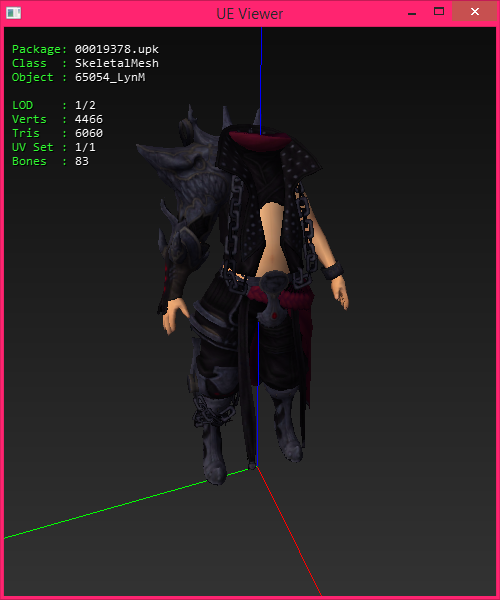 UE Viewer
Package: 00019378.upk
Class : SkeletalMesh
Object : 65054_LynM
LOD : 1/2
Verts : 4466
Tris : 6060
UV Set : 1/1
Bones : 83